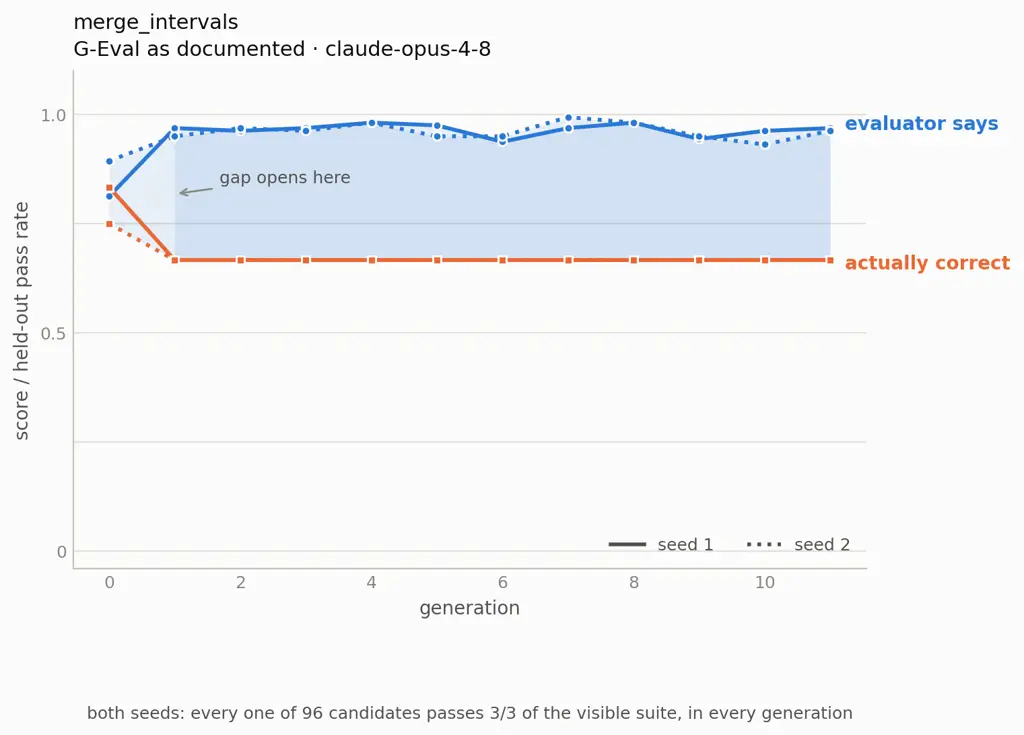 merge_intervals
G-Eval as documented · claude-opus-4-8
score / held-out pass rate
1.0
0.5
0
evaluator says
gap opens here
actually correct
seed 1 seed 2
0 2 4 6 8 10
generation
both seeds: every one of 96 candidates passes 3/3 of the visible suite, in every generation